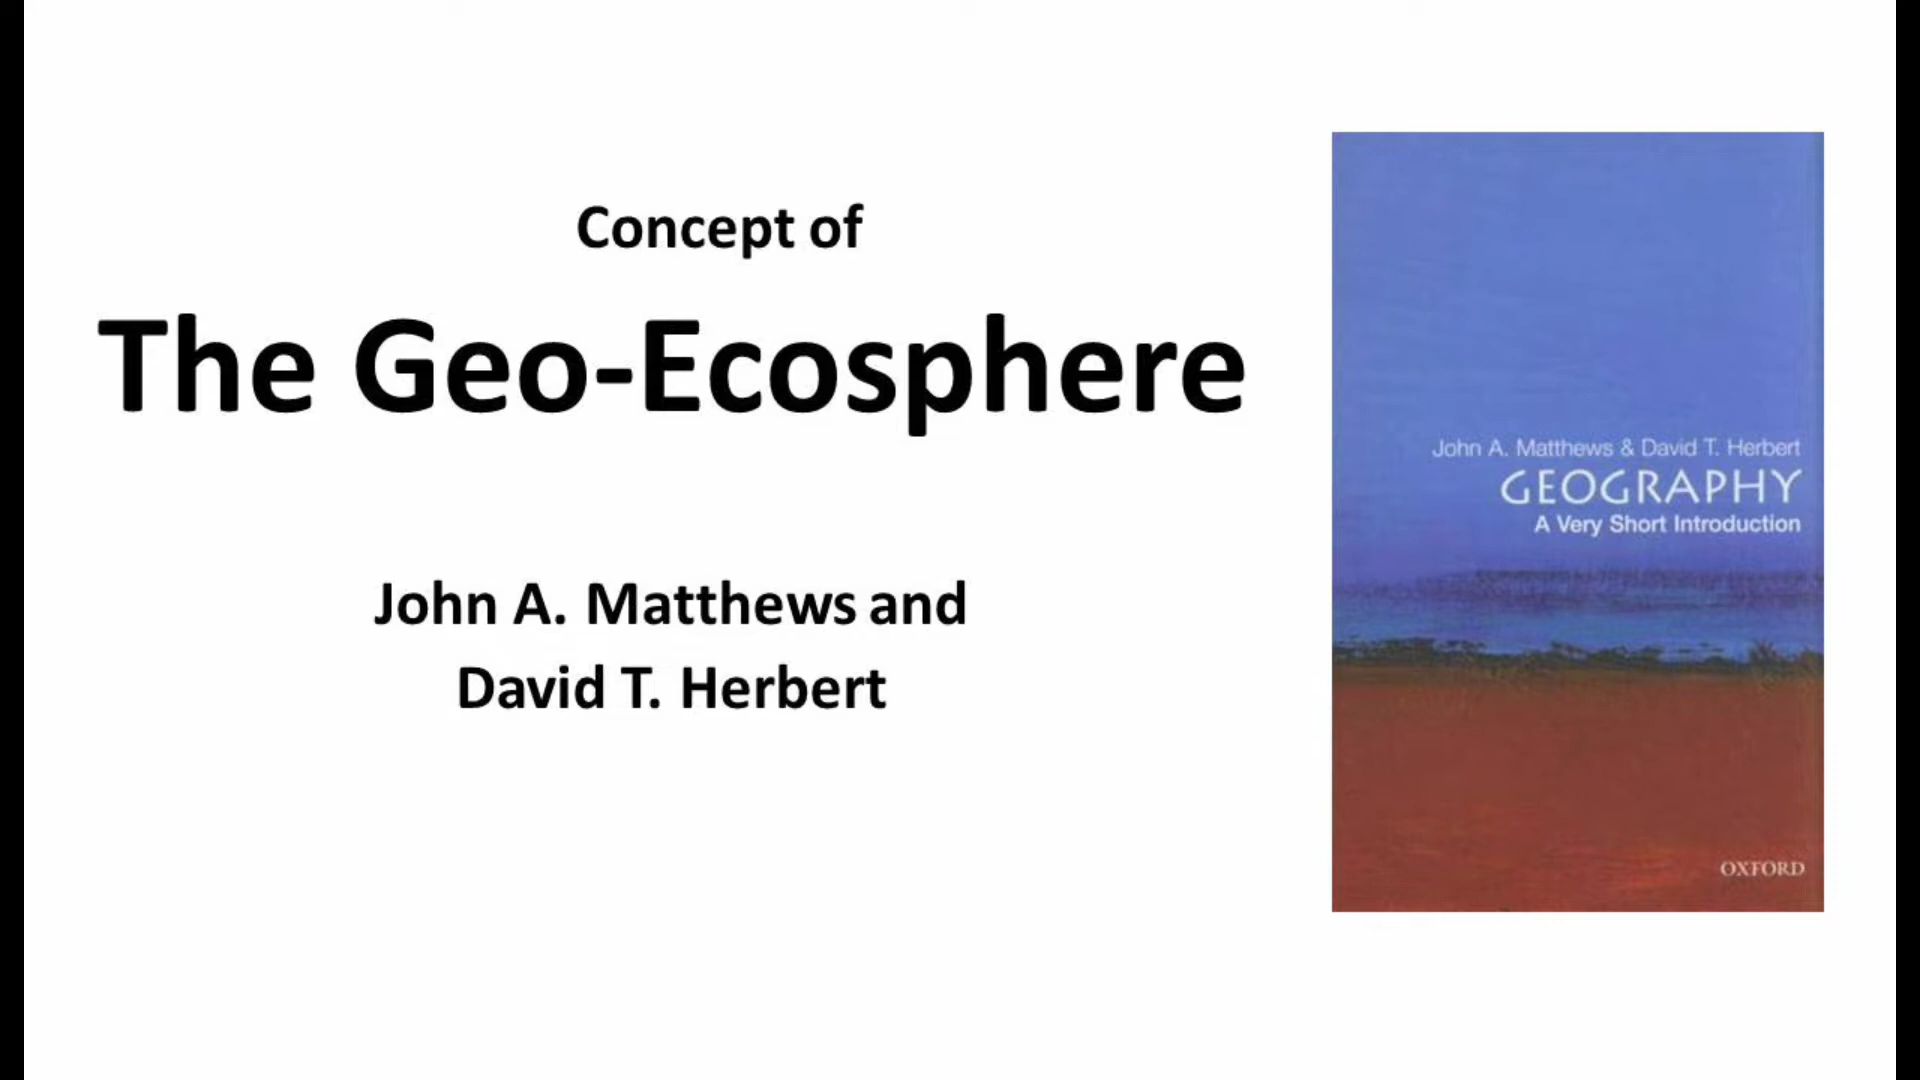 Concept of
The Geo-Ecosphere
John A. Matthews and
David T. Herbert
John A. Matthews & David T. Herbert
GEOGRAPHY
A Very Short Introduction
OXFORD